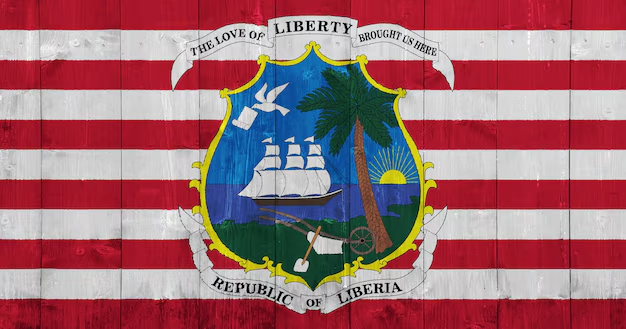 THE LOVE OF LIBERTY BROUGHT US HERE
REPUBLIC OF LIBERIA